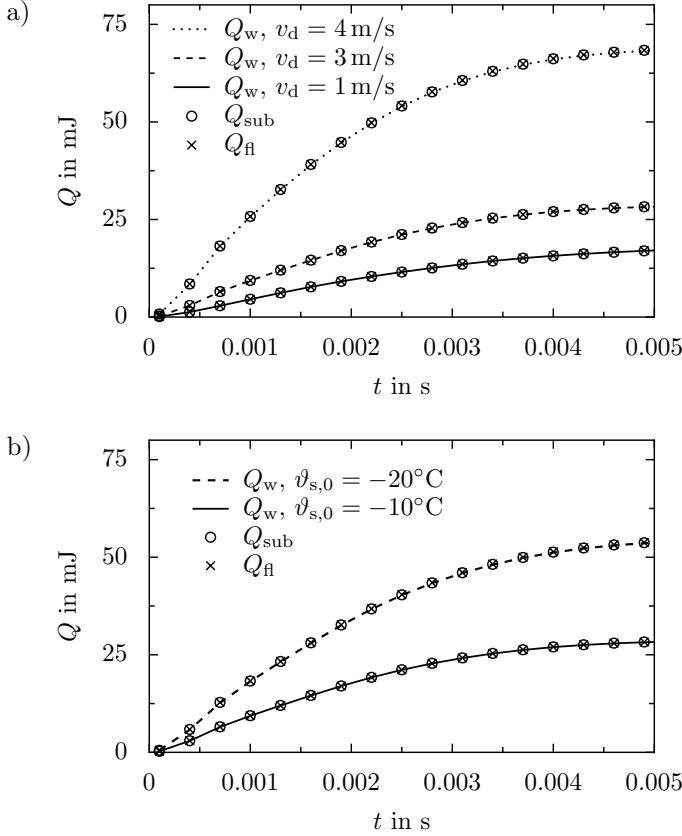 a)
75
50
25
0
Q in mJ
Q_w, v_d = 4 m/s
Q_w, v_d = 3 m/s
Q_w, v_d = 1 m/s
Q_sub
Q_fl
0 0.001 0.002 0.003 0.004 0.005
t in s
b)
75
50
25
0
Q in mJ
Q_w, ϑ_s,0 = −20°C
Q_w, ϑ_s,0 = −10°C
Q_sub
Q_fl
0 0.001 0.002 0.003 0.004 0.005
t in s